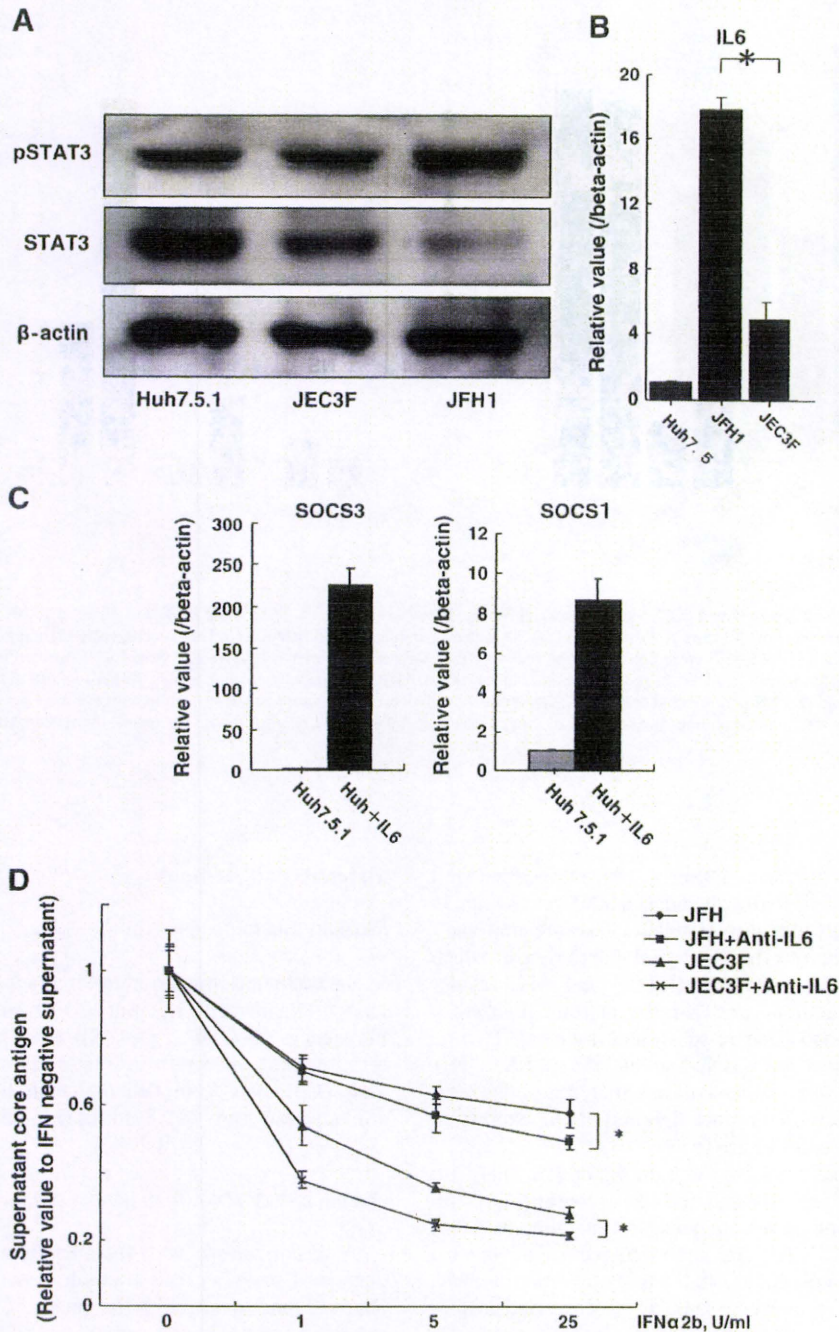 A
pSTAT3
STAT3
β-actin
Huh7.5.1 JEC3F JFH1
B
IL6
*
Relative value (/beta-actin)
20
16
12
8
4
0
Huh7. 5
JFH1
JEC3F
C
SOCS3
Relative value (/beta-actin)
300
250
200
150
100
50
0
Huh7.5.1
Huh+IL6
SOCS1
Relative value (/beta-actin)
12
10
8
6
4
2
0
Huh7.5.1
Huh+IL6
D
Supernatant core antigen
(Relative value to IFN negative supernatant)
1
0.6
0.2
0
JFH
JFH+Anti-IL6
JEC3F
JEC3F+Anti-IL6
*
*
0 1 5 25 IFNα2b, U/ml